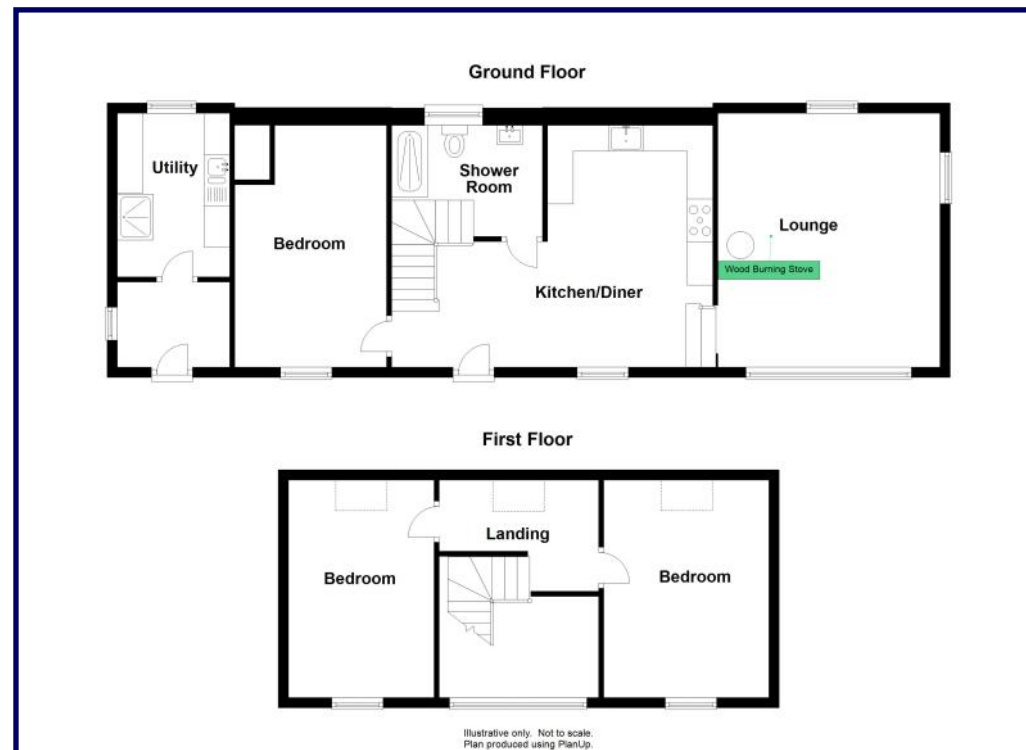 Ground Floor
Utility
Shower
Room
Bedroom
Lounge
Wood Burning Stove
Kitchen/Diner
First Floor
Landing
Bedroom
Bedroom
Illustrative only. Not to scale.
Plan produced using PlanUp.